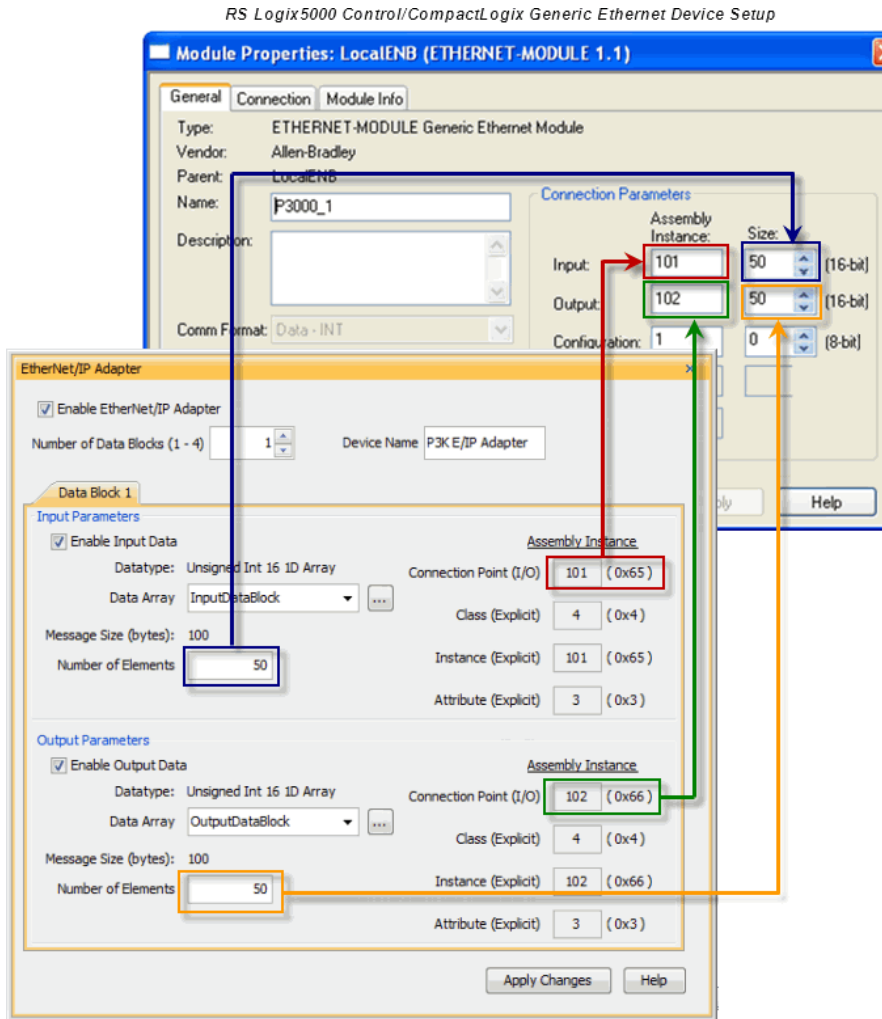 RS Logix5000 Control/CompactLogix Generic Ethernet Device Setup
Module Properties: LocalENB (ETHERNET-MODULE 1.1)
General Connection Module Info
Type: ETHERNET-MODULE Generic Ethernet Module
Vendor: Allen-Bradley
Parent: LocalENB
Name: P3000_1
Description:
Comm Format: Data - INT
Connection Parameters
Assembly
Instance: Size:
Input: 101 50 (16-bit)
Output: 102 50 (16-bit)
Configuration: 1 0 (8-bit)
Help
EtherNet/IP Adapter
Enable EtherNet/IP Adapter
Number of Data Blocks (1 - 4) 1 Device Name P3K E/IP Adapter
Data Block 1
Input Parameters
Enable Input Data Assembly Instance
Datatype: Unsigned Int 16 1D Array Connection Point (I/O) 101 (0x65)
Data Array InputDataBlock ... Class (Explicit) 4 (0x4)
Message Size (bytes): 100
Number of Elements 50 Instance (Explicit) 101 (0x65)
Attribute (Explicit) 3 (0x3)
Output Parameters
Enable Output Data Assembly Instance
Datatype: Unsigned Int 16 1D Array Connection Point (I/O) 102 (0x66)
Data Array OutputDataBlock ... Class (Explicit) 4 (0x4)
Message Size (bytes): 100
Number of Elements 50 Instance (Explicit) 102 (0x66)
Attribute (Explicit) 3 (0x3)
Apply Changes Help